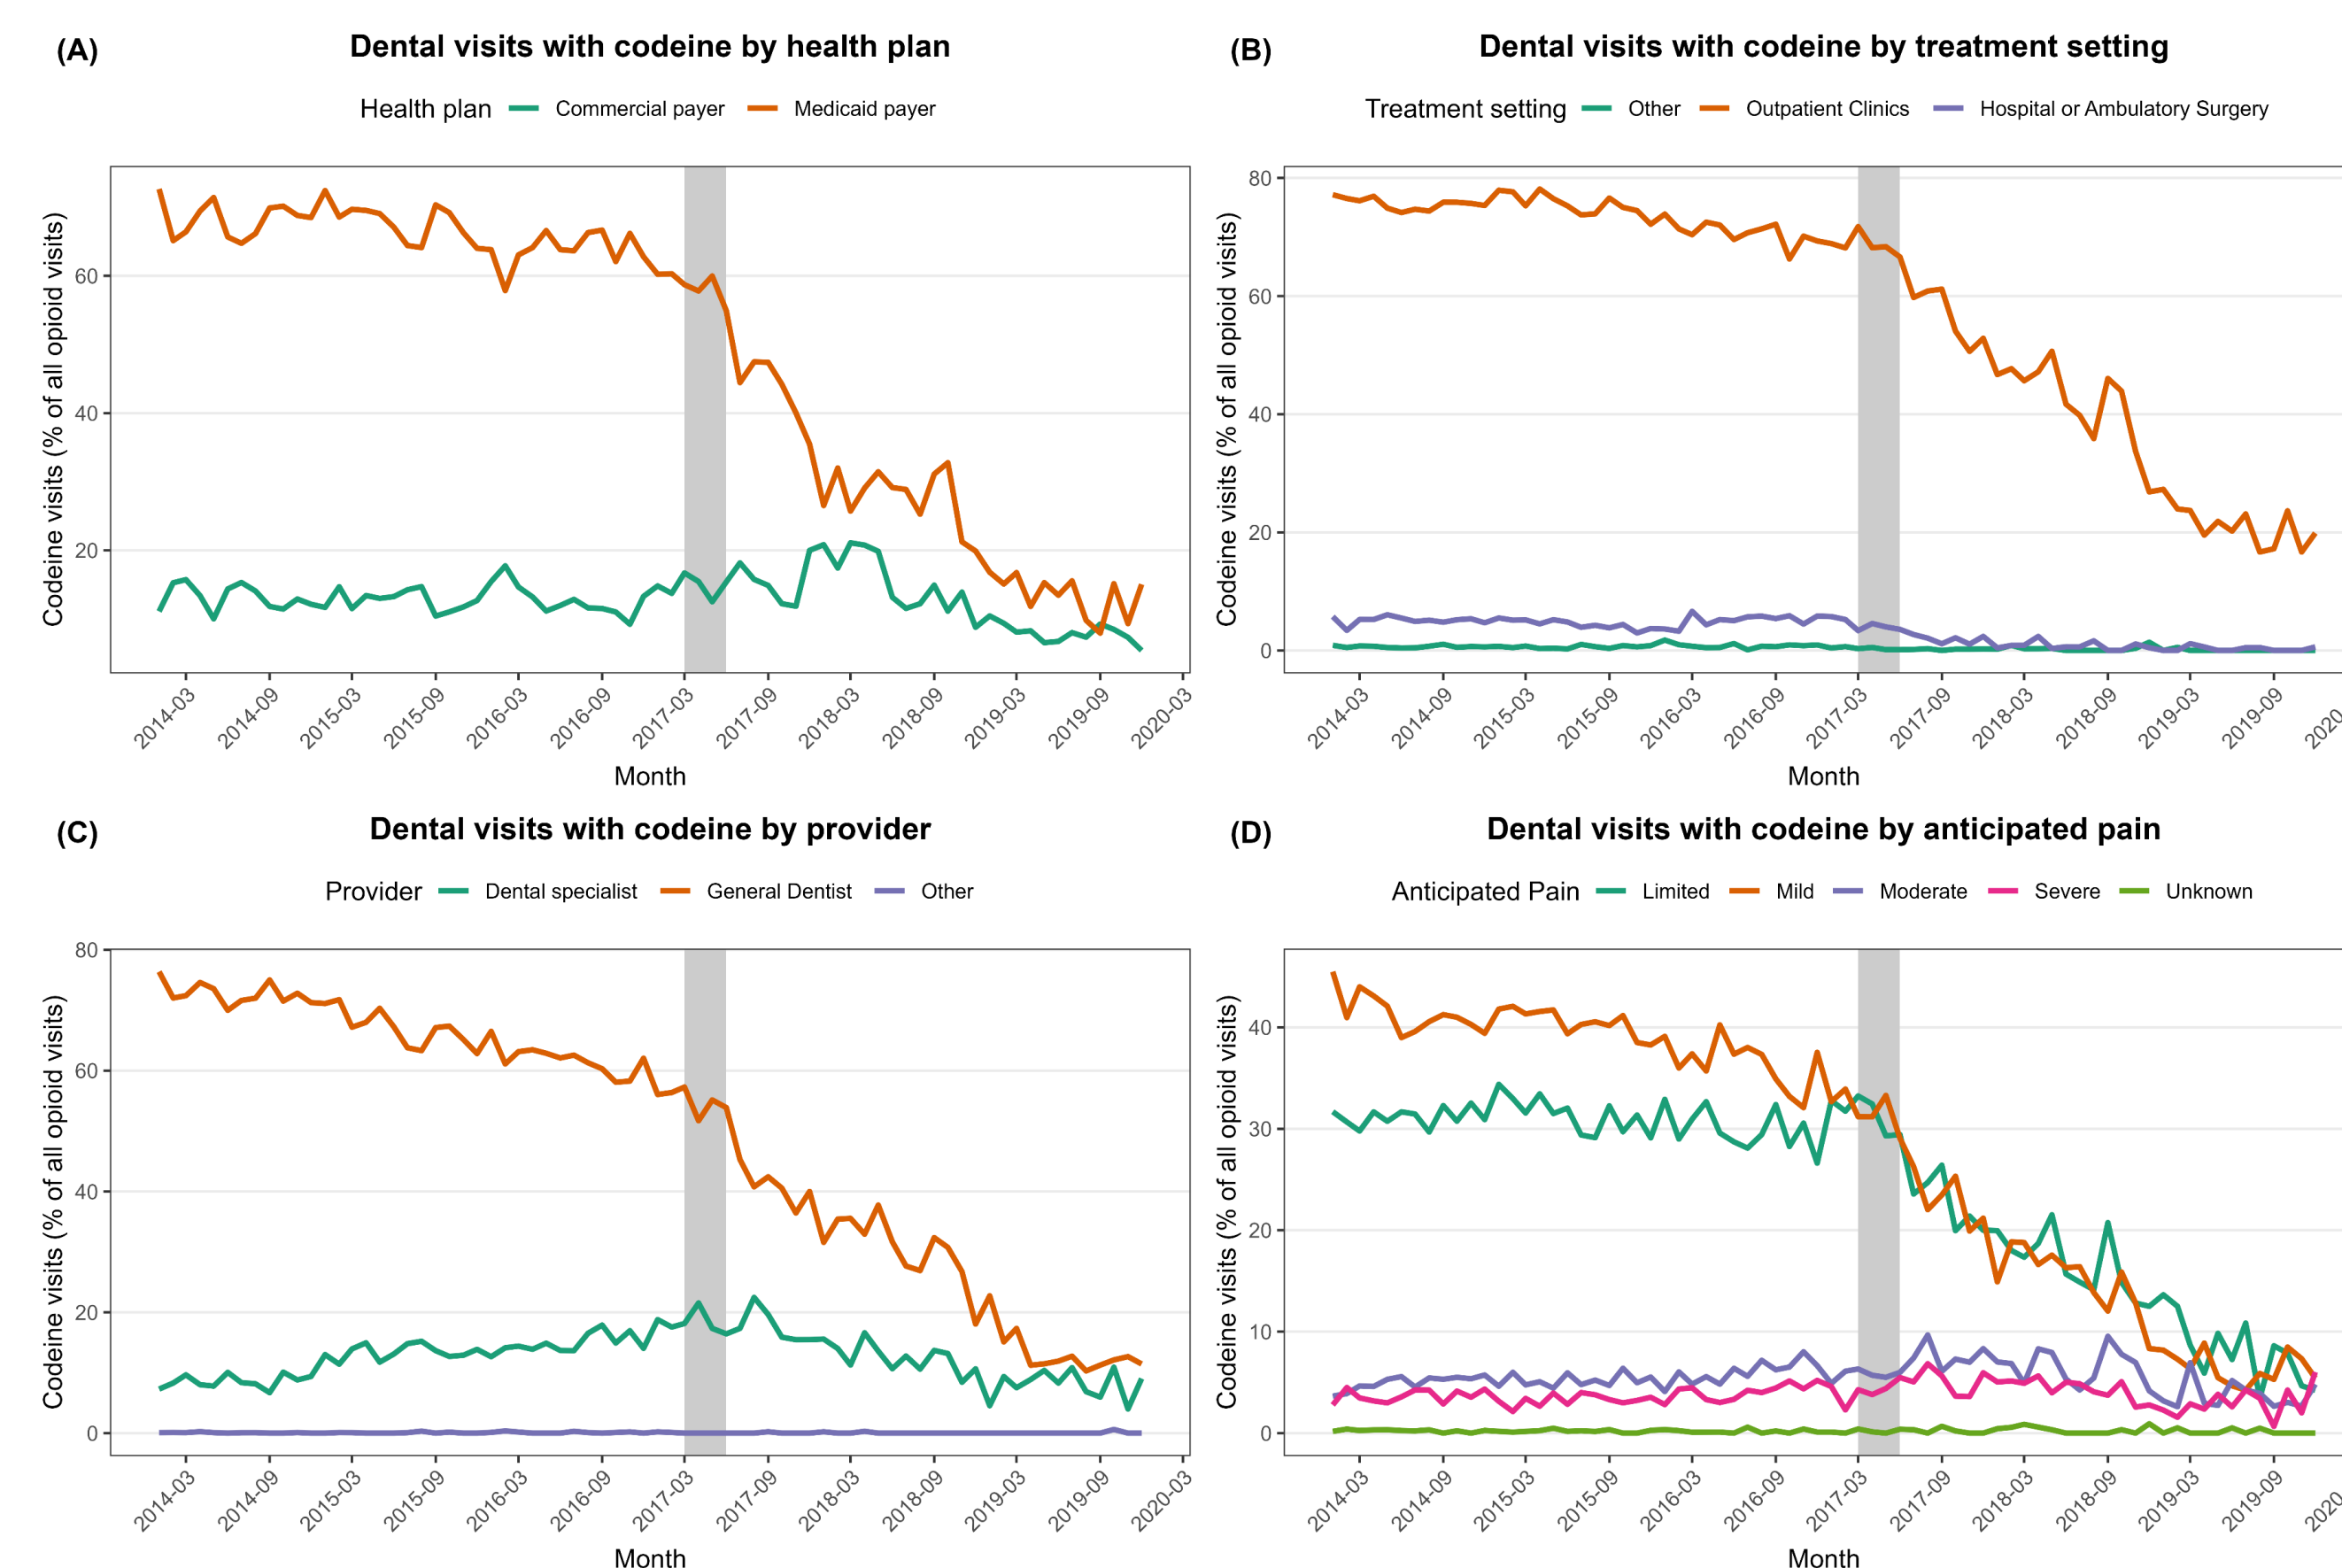 (A)
Dental visits with codeine by health plan
Health plan Commercial payer Medicaid payer
Codeine visits (% of all opioid visits)
60
40
20
2014-03 2014-09 2015-03 2015-09 2016-03 2016-09 2017-03 2017-09 2018-03 2018-09 2019-03 2019-09 2020-03
Month
(B)
Dental visits with codeine by treatment setting
Treatment setting Other Outpatient Clinics Hospital or Ambulatory Surgery
Codeine visits (% of all opioid visits)
80
60
40
20
0
2014-03 2014-09 2015-03 2015-09 2016-03 2016-09 2017-03 2017-09 2018-03 2018-09 2019-03 2019-09 2020
Month
(C)
Dental visits with codeine by provider
Provider Dental specialist General Dentist Other
Codeine visits (% of all opioid visits)
80
60
40
20
0
2014-03 2014-09 2015-03 2015-09 2016-03 2016-09 2017-03 2017-09 2018-03 2018-09 2019-03 2019-09 2020-03
Month
(D)
Dental visits with codeine by anticipated pain
Anticipated Pain Limited Mild Moderate Severe Unknown
Codeine visits (% of all opioid visits)
40
30
20
10
0
2014-03 2014-09 2015-03 2015-09 2016-03 2016-09 2017-03 2017-09 2018-03 2018-09 2019-03 2019-09 2020
Month